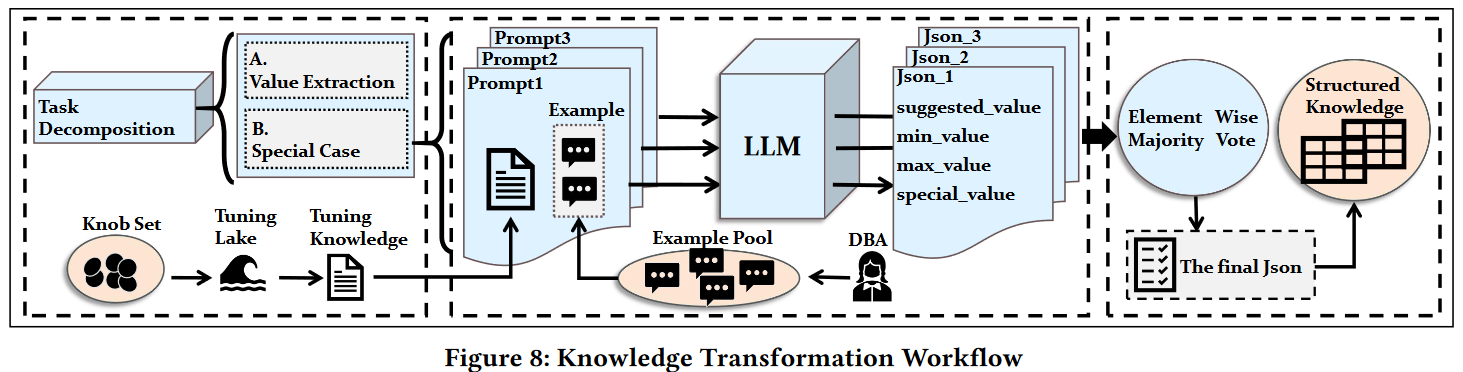 Task
Decomposition
A.
Value Extraction
B.
Special Case
Knob Set
Tuning
Lake
Tuning
Knowledge
Prompt3
Prompt2
Prompt1
Example
LLM
Example Pool
DBA
Json_3
Json_2
Json_1
suggested_value
min_value
max_value
special_value
Element Wise
Majority Vote
Structured
Knowledge
The final Json
Figure 8: Knowledge Transformation Workflow